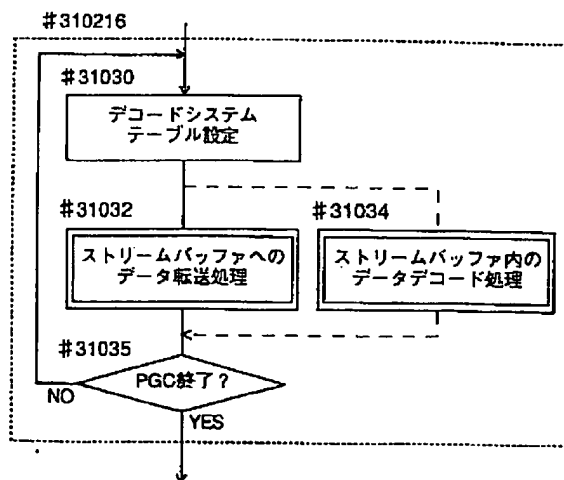 #310216
#31030
デコードシステム
テーブル設定
#31032
ストリームバッファへの
データ転送処理
#31034
ストリームバッファ内の
データデコード処理
#31035
PGC終了?
NO
YES